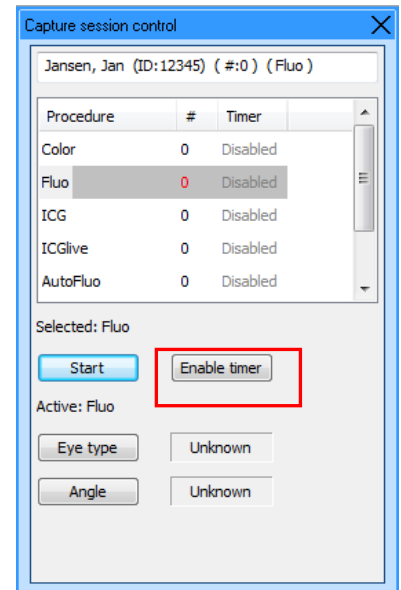 Capture session control
Jansen, Jan (ID:12345) ( #:0 ) ( Fluo )
Procedure # Timer
Color 0 Disabled
Fluo 0 Disabled
ICG 0 Disabled
ICGlive 0 Disabled
AutoFluo 0 Disabled
Selected: Fluo
Start Enable timer
Active: Fluo
Eye type Unknown
Angle Unknown